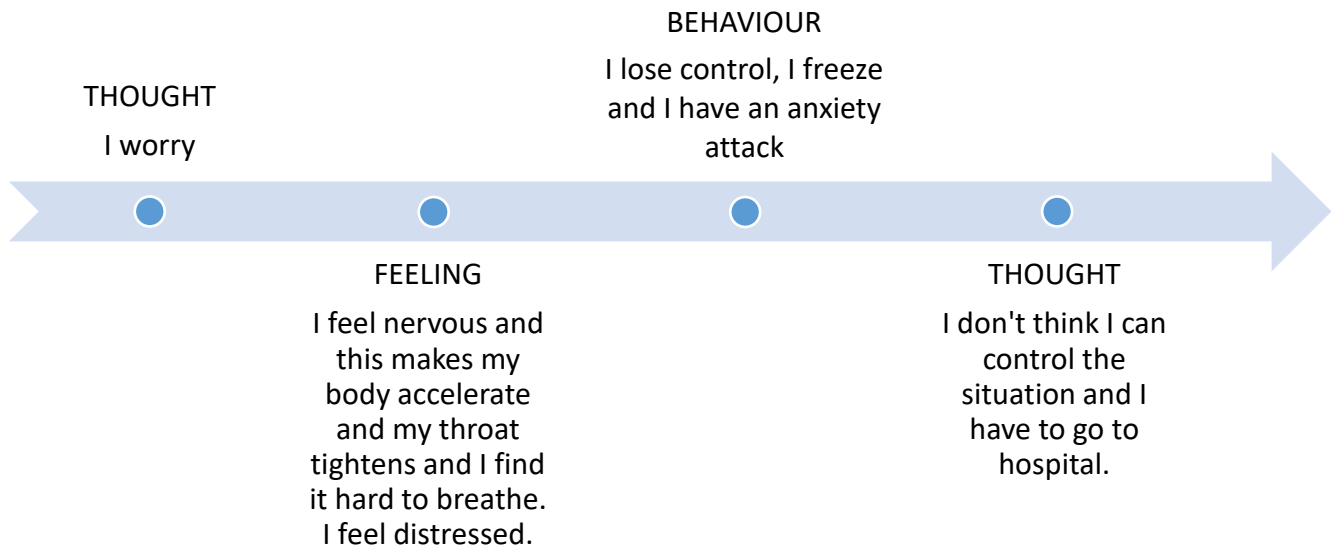 THOUGHT
I worry
FEELING
I feel nervous and
this makes my
body accelerate
and my throat
tightens and I find
it hard to breathe.
I feel distressed.
BEHAVIOUR
I lose control, I freeze
and I have an anxiety
attack
THOUGHT
I don't think I can
control the
situation and I
have to go to
hospital.